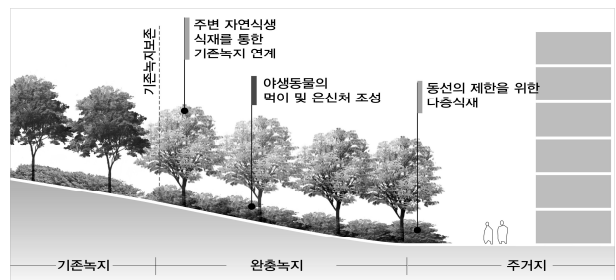 기존녹지보존
주변 자연식생
식재를 통한
기존녹지 연계
야생동물의
먹이 및 은신처 조성
동선의 제한을 위한
다층식새
기존녹지
완충녹지
주거지